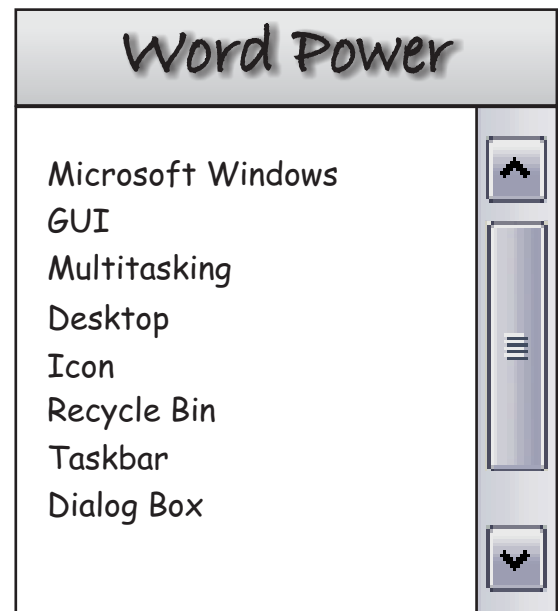 Word Power
Microsoft Windows
GUI
Multitasking
Desktop
Icon
Recycle Bin
Taskbar
Dialog Box